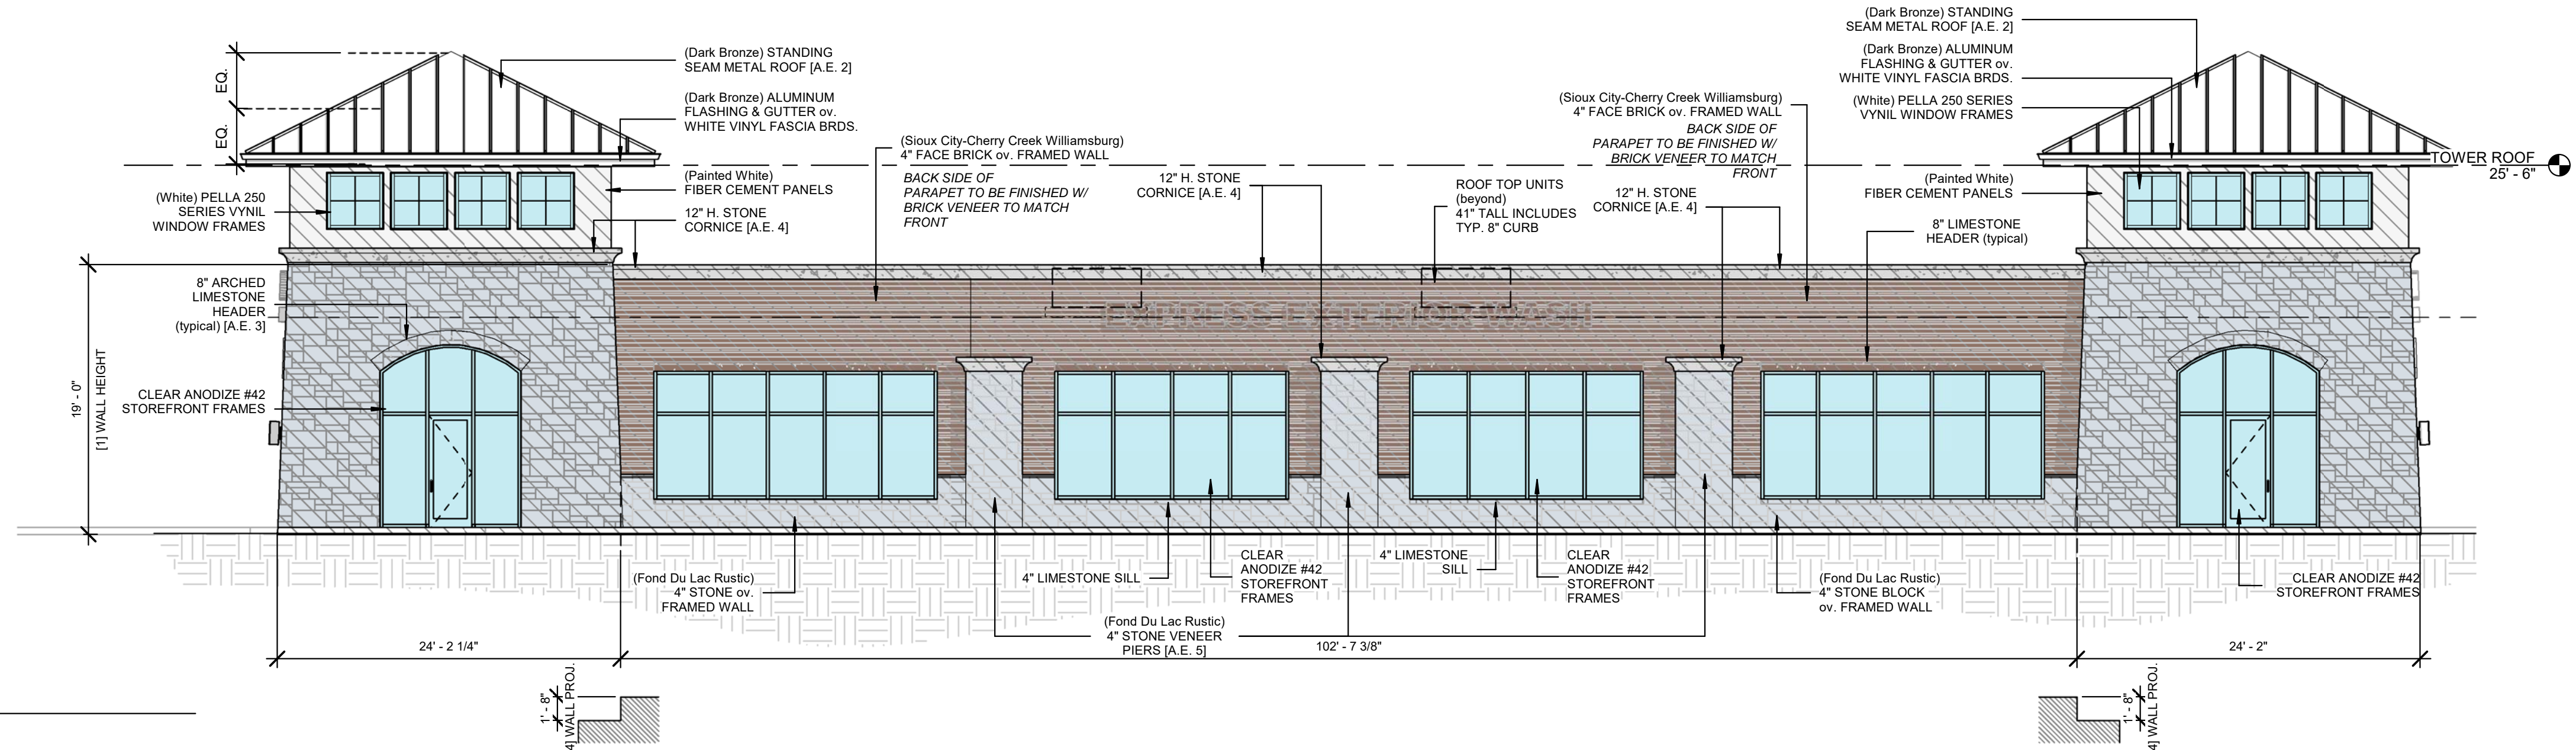 (Dark Bronze) STANDING
SEAM METAL ROOF [A.E. 2]
(Dark Bronze) ALUMINUM
FLASHING & GUTTER ov.
WHITE VINYL FASCIA BRDS.
(Painted White)
FIBER CEMENT PANELS
12" H. STONE
CORNICE [A.E. 4]
EQ.
EQ.
(White) PELLA 250
SERIES VYNIL
WINDOW FRAMES
8" ARCHED
LIMESTONE
HEADER
(typical) [A.E. 3]
CLEAR ANODIZE #42
STOREFRONT FRAMES
19' - 0"
[1] WALL HEIGHT
(Sioux City-Cherry Creek Williamsburg)
4" FACE BRICK ov. FRAMED WALL
BACK SIDE OF
PARAPET TO BE FINISHED W/
BRICK VENEER TO MATCH
FRONT
12" H. STONE
CORNICE [A.E. 4]
ROOF TOP UNITS
(beyond)
41" TALL INCLUDES
TYP. 8" CURB
(Sioux City-Cherry Creek Williamsburg)
4" FACE BRICK ov. FRAMED WALL
BACK SIDE OF
PARAPET TO BE FINISHED W/
BRICK VENEER TO MATCH
FRONT
12" H. STONE
CORNICE [A.E. 4]
(Dark Bronze) STANDING
SEAM METAL ROOF [A.E. 2]
(Dark Bronze) ALUMINUM
FLASHING & GUTTER ov.
WHITE VINYL FASCIA BRDS.
(White) PELLA 250 SERIES
VYNIL WINDOW FRAMES
(Painted White)
FIBER CEMENT PANELS
8" LIMESTONE
HEADER (typical)
TOWER ROOF
25' - 6"
EXPRESS EXTERIOR WASH
(Fond Du Lac Rustic)
4" STONE ov.
FRAMED WALL
4" LIMESTONE SILL
CLEAR
ANODIZE #42
STOREFRONT
FRAMES
4" LIMESTONE
SILL
CLEAR
ANODIZE #42
STOREFRONT
FRAMES
(Fond Du Lac Rustic)
4" STONE BLOCK
ov. FRAMED WALL
CLEAR ANODIZE #42
STOREFRONT FRAMES
(Fond Du Lac Rustic)
4" STONE VENEER
PIERS [A.E. 5]
24' - 2 1/4"
102' - 7 3/8"
24' - 2"
1' - 8"
4] WALL PROJ.
1' - 8"
4] WALL PROJ.